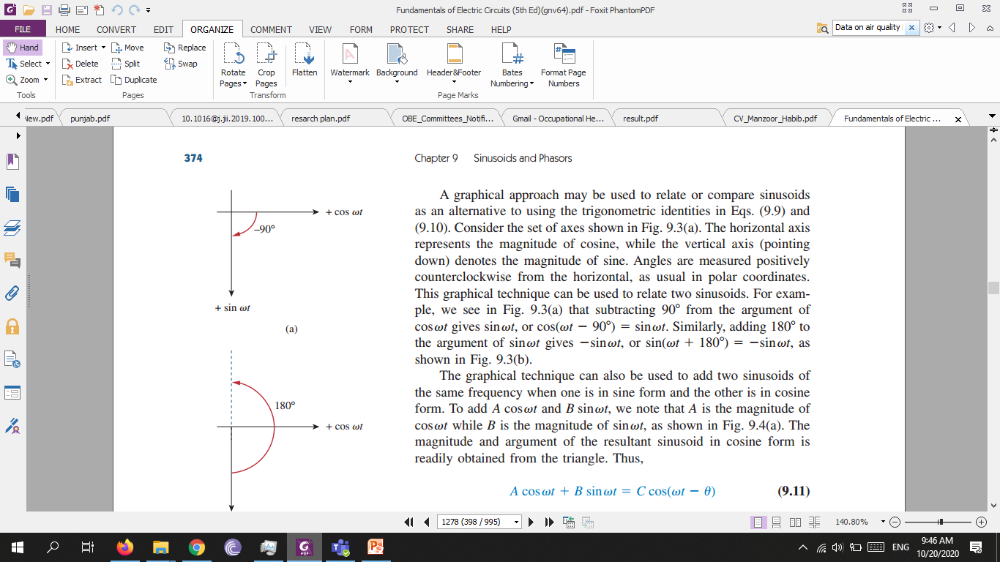 Fundamentals of Electric Circuits (5th Ed)(gnv64).pdf - Foxit PhantomPDF
FILE HOME CONVERT EDIT ORGANIZE COMMENT VIEW FORM PROTECT SHARE HELP
Data on air quality
Hand
Select
Zoom
Tools
Insert Move Replace
Delete Split Swap
Extract Duplicate
Pages
Rotate Pages
Crop Pages
Flatten
Transform
Watermark
Background
Header&Footer
Bates Numbering
Format Page Numbers
Page Marks
New.pdf
punjab.pdf
10.1016@j.jii.2019.100...
resarch plan.pdf
OBE_Committees_Notifi...
Gmail - Occupational He...
result.pdf
CV_Manzoor_Habib.pdf
Fundamentals of Electric ...
374
Chapter 9 Sinusoids and Phasors
+ cos ωt
–90°
+ sin ωt
(a)
180°
+ cos ωt
A graphical approach may be used to relate or compare sinusoids
as an alternative to using the trigonometric identities in Eqs. (9.9) and
(9.10). Consider the set of axes shown in Fig. 9.3(a). The horizontal axis
represents the magnitude of cosine, while the vertical axis (pointing
down) denotes the magnitude of sine. Angles are measured positively
counterclockwise from the horizontal, as usual in polar coordinates.
This graphical technique can be used to relate two sinusoids. For exam-
ple, we see in Fig. 9.3(a) that subtracting 90° from the argument of
cos ωt gives sin ωt, or cos(ωt − 90°) = sin ωt. Similarly, adding 180° to
the argument of sin ωt gives −sin ωt, or sin(ωt + 180°) = −sin ωt, as
shown in Fig. 9.3(b).
The graphical technique can also be used to add two sinusoids of
the same frequency when one is in sine form and the other is in cosine
form. To add A cos ωt and B sin ωt, we note that A is the magnitude of
cos ωt while B is the magnitude of sin ωt, as shown in Fig. 9.4(a). The
magnitude and argument of the resultant sinusoid in cosine form is
readily obtained from the triangle. Thus,
A cos ωt + B sin ωt = C cos(ωt − θ) (9.11)
1278 (398 / 995)
140.80%
ENG
9:46 AM
10/20/2020